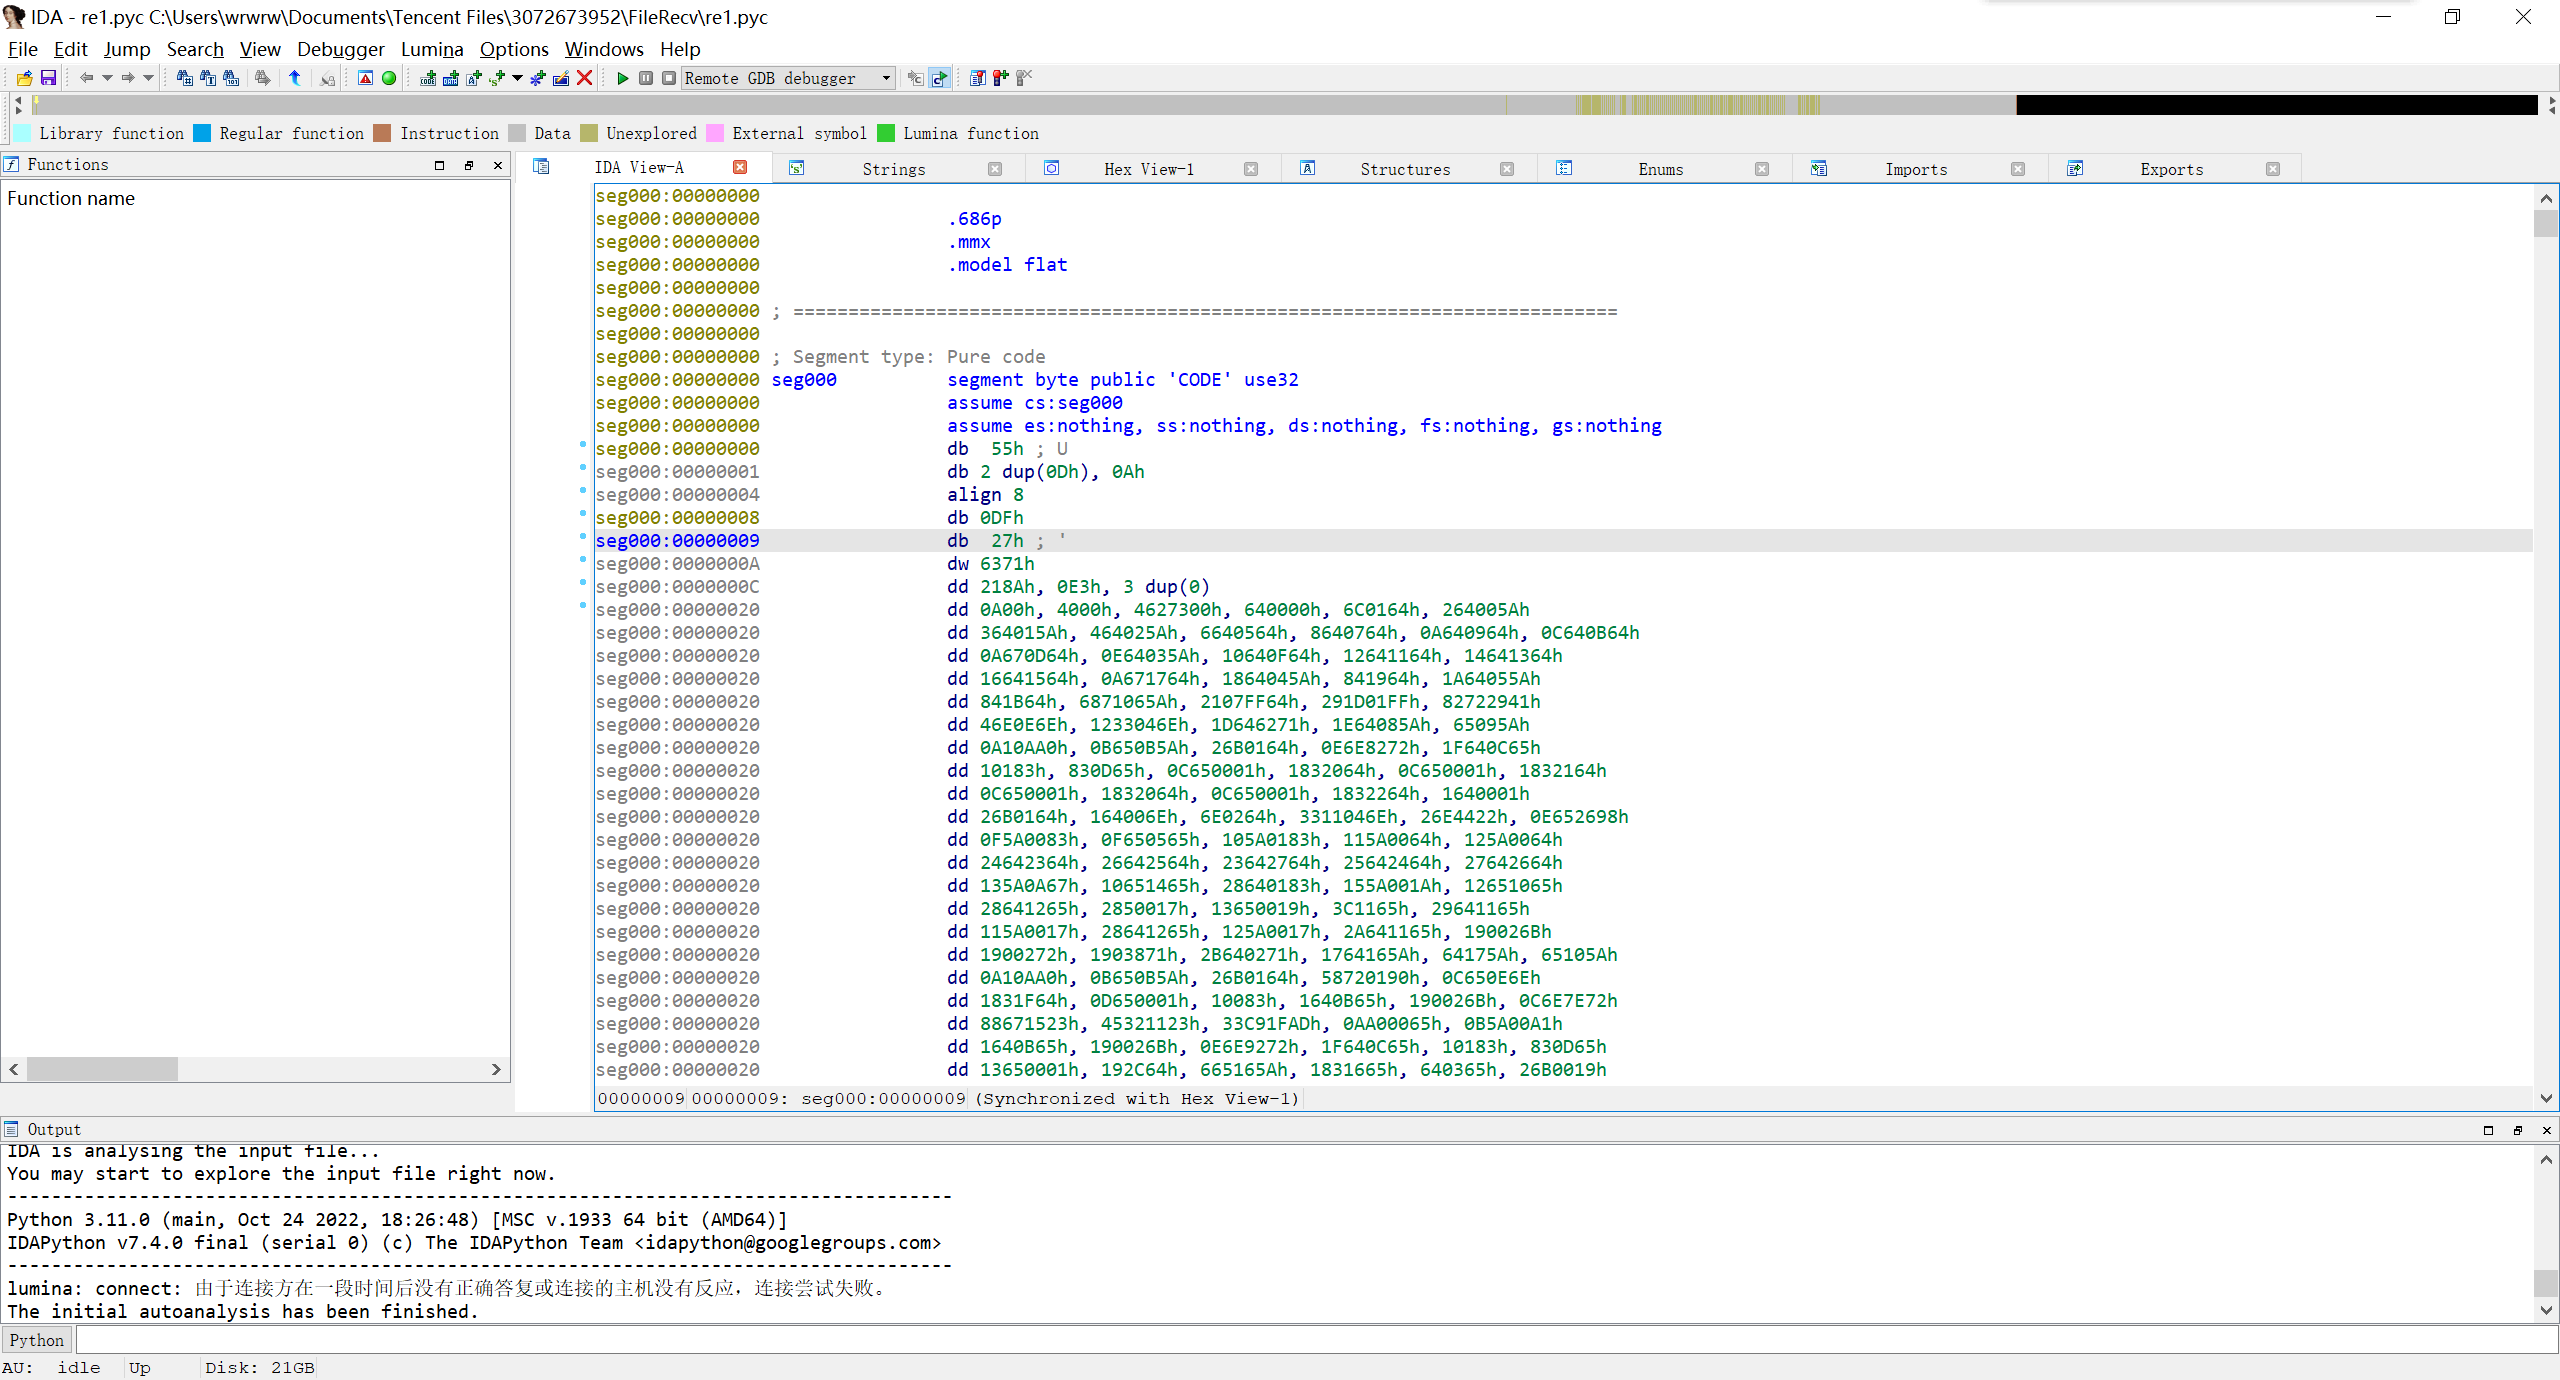 IDA - re1.pyc C:\Users\wrwrw\Documents\Tencent Files\3072673952\FileRecv\re1.pyc
File Edit Jump Search View Debugger Lumina Options Windows Help
Remote GDB debugger
Library function Regular function Instruction Data Unexplored External symbol Lumina function
Functions
Function name
IDA View-A Strings Hex View-1 Structures Enums Imports Exports
seg000:00000000
seg000:00000000 .686p
seg000:00000000 .mmx
seg000:00000000 .model flat
seg000:00000000
seg000:00000000 ; ===========================================================================
seg000:00000000
seg000:00000000 ; Segment type: Pure code
seg000:00000000 seg000 segment byte public 'CODE' use32
seg000:00000000 assume cs:seg000
seg000:00000000 assume es:nothing, ss:nothing, ds:nothing, fs:nothing, gs:nothing
seg000:00000000 db 55h ; U
seg000:00000001 db 2 dup(0Dh), 0Ah
seg000:00000004 align 8
seg000:00000008 db 0DFh
seg000:00000009 db 27h ; '
seg000:0000000A dw 6371h
seg000:0000000C dd 218Ah, 0E3h, 3 dup(0)
seg000:00000020 dd 0A00h, 4000h, 4627300h, 640000h, 6C0164h, 264005Ah
seg000:00000020 dd 364015Ah, 464025Ah, 6640564h, 8640764h, 0A640964h, 0C640B64h
seg000:00000020 dd 0A670D64h, 0E64035Ah, 10640F64h, 12641164h, 14641364h
seg000:00000020 dd 16641564h, 0A671764h, 1864045Ah, 841964h, 1A64055Ah
seg000:00000020 dd 841B64h, 6871065Ah, 2107FF64h, 291D01FFh, 82722941h
seg000:00000020 dd 46E0E6Eh, 1233046Eh, 1D646271h, 1E64085Ah, 65095Ah
seg000:00000020 dd 0A10AA0h, 0B650B5Ah, 26B0164h, 0E6E8272h, 1F640C65h
seg000:00000020 dd 10183h, 830D65h, 0C650001h, 1832064h, 0C650001h, 1832164h
seg000:00000020 dd 0C650001h, 1832064h, 0C650001h, 1832264h, 1640001h
seg000:00000020 dd 26B0164h, 164006Eh, 6E0264h, 3311046Eh, 26E4422h, 0E652698h
seg000:00000020 dd 0F5A0083h, 0F650565h, 105A0183h, 115A0064h, 125A0064h
seg000:00000020 dd 24642364h, 26642564h, 23642764h, 25642464h, 27642664h
seg000:00000020 dd 135A0A67h, 10651465h, 28640183h, 155A001Ah, 12651065h
seg000:00000020 dd 28641265h, 2850017h, 13650019h, 3C1165h, 29641165h
seg000:00000020 dd 115A0017h, 28641265h, 125A0017h, 2A641165h, 190026Bh
seg000:00000020 dd 1900272h, 1903871h, 2B640271h, 1764165Ah, 64175Ah, 65105Ah
seg000:00000020 dd 0A10AA0h, 0B650B5Ah, 26B0164h, 58720190h, 0C650E6Eh
seg000:00000020 dd 1831F64h, 0D650001h, 10083h, 1640B65h, 190026Bh, 0C6E7E72h
seg000:00000020 dd 88671523h, 45321123h, 33C91FADh, 0AA00065h, 0B5A00A1h
seg000:00000020 dd 1640B65h, 190026Bh, 0E6E9272h, 1F640C65h, 10183h, 830D65h
seg000:00000020 dd 13650001h, 192C64h, 665165Ah, 1831665h, 640365h, 26B0019h
00000009 00000009: seg000:00000009 (Synchronized with Hex View-1)
Output
IDA is analysing the input file...
You may start to explore the input file right now.
--------------------------------------------------------------------------------------
Python 3.11.0 (main, Oct 24 2022, 18:26:48) [MSC v.1933 64 bit (AMD64)]
IDAPython v7.4.0 final (serial 0) (c) The IDAPython Team <idapython@googlegroups.com>
--------------------------------------------------------------------------------------
lumina: connect: 由于连接方在一段时间后没有正确答复或连接的主机没有反应，连接尝试失败。
The initial autoanalysis has been finished.
Python
AU: idle Up Disk: 21GB